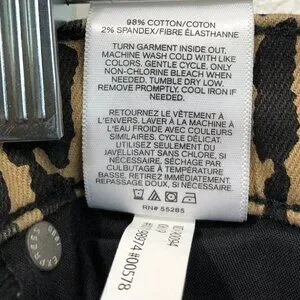 98% COTTON/COTON
2% SPANDEX/FIBRE ÉLASTHANNE
TURN GARMENT INSIDE OUT.
MACHINE WASH COLD WITH LIKE
COLORS, GENTLE CYCLE. ONLY
NON-CHLORINE BLEACH WHEN
NEEDED. TUMBLE DRY LOW.
REMOVE PROMPTLY. COOL IRON IF
NEEDED.
RETOURNEZ LE VÊTEMENT À
L'ENVERS. LAVER À LA MACHINE À
L'EAU FROIDE AVEC COULEURS
SIMILAIRES. CYCLE DÉLICAT.
UTILISEZ SEULEMENT DU
JAVELLISANT SANS CHLORE, SI
NÉCESSAIRE. SÉCHAGE PAR
CULBUTAGE À TEMPÉRATURE
BASSE. RETIREZ IMMÉDIATEMENT.
REPASSAGE DOUX, SI NÉCESSAIRE.
RN# 55285
EXPRESS